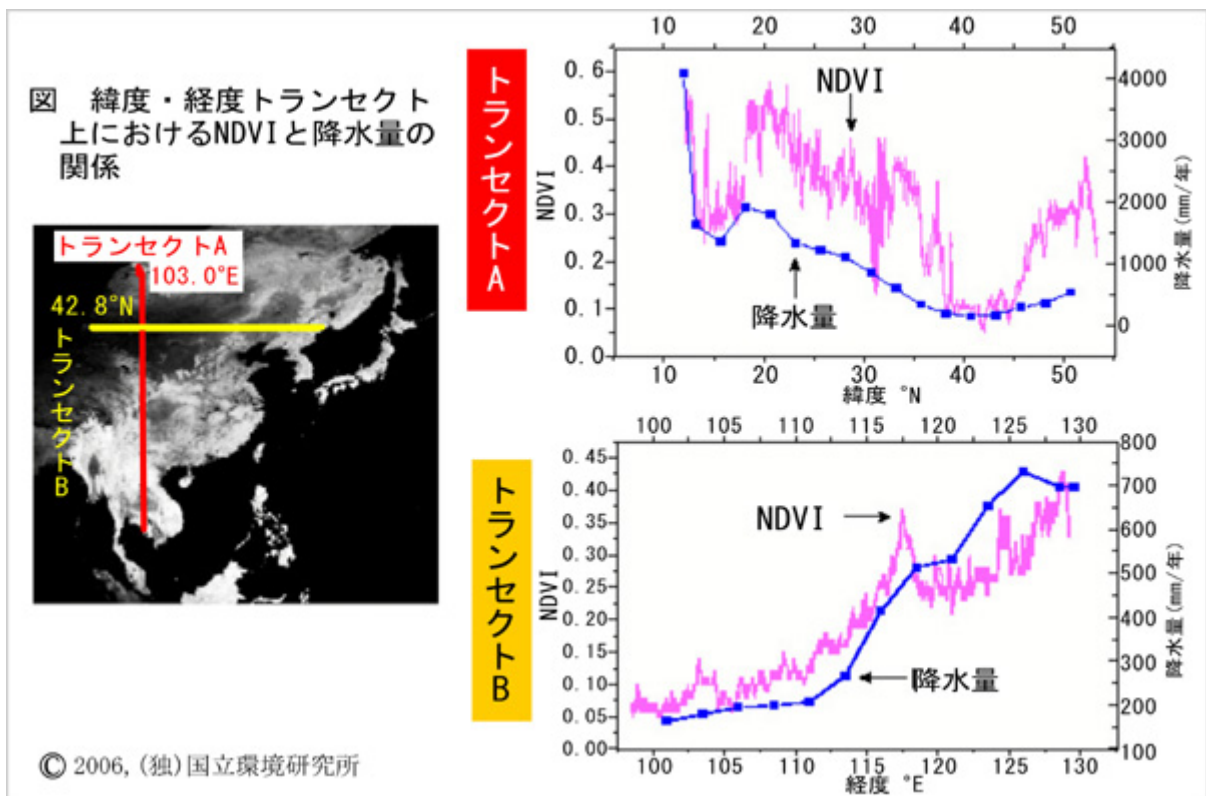 図 緯度・経度トランセクト
上におけるNDVIと降水量の
関係
トランセクトA
103.0°E
42.8°N
トランセクトB
© 2006, (独)国立環境研究所
トランセクトA
10 20 30 40 50
0.6
0.5
0.4
0.3
0.2
0.1
0.0
NDVI
NDVI
降水量
4000
3000
2000
1000
0
降水量(mm/年)
10 20 30 40 50
緯度 °N
トランセクトB
100 105 110 115 120 125 130
0.45
0.40
0.35
0.30
0.25
0.20
0.15
0.10
0.05
0.00
NDVI
NDVI
降水量
800
700
600
500
400
300
200
100
降水量(mm/年)
100 105 110 115 120 125 130
経度 °E